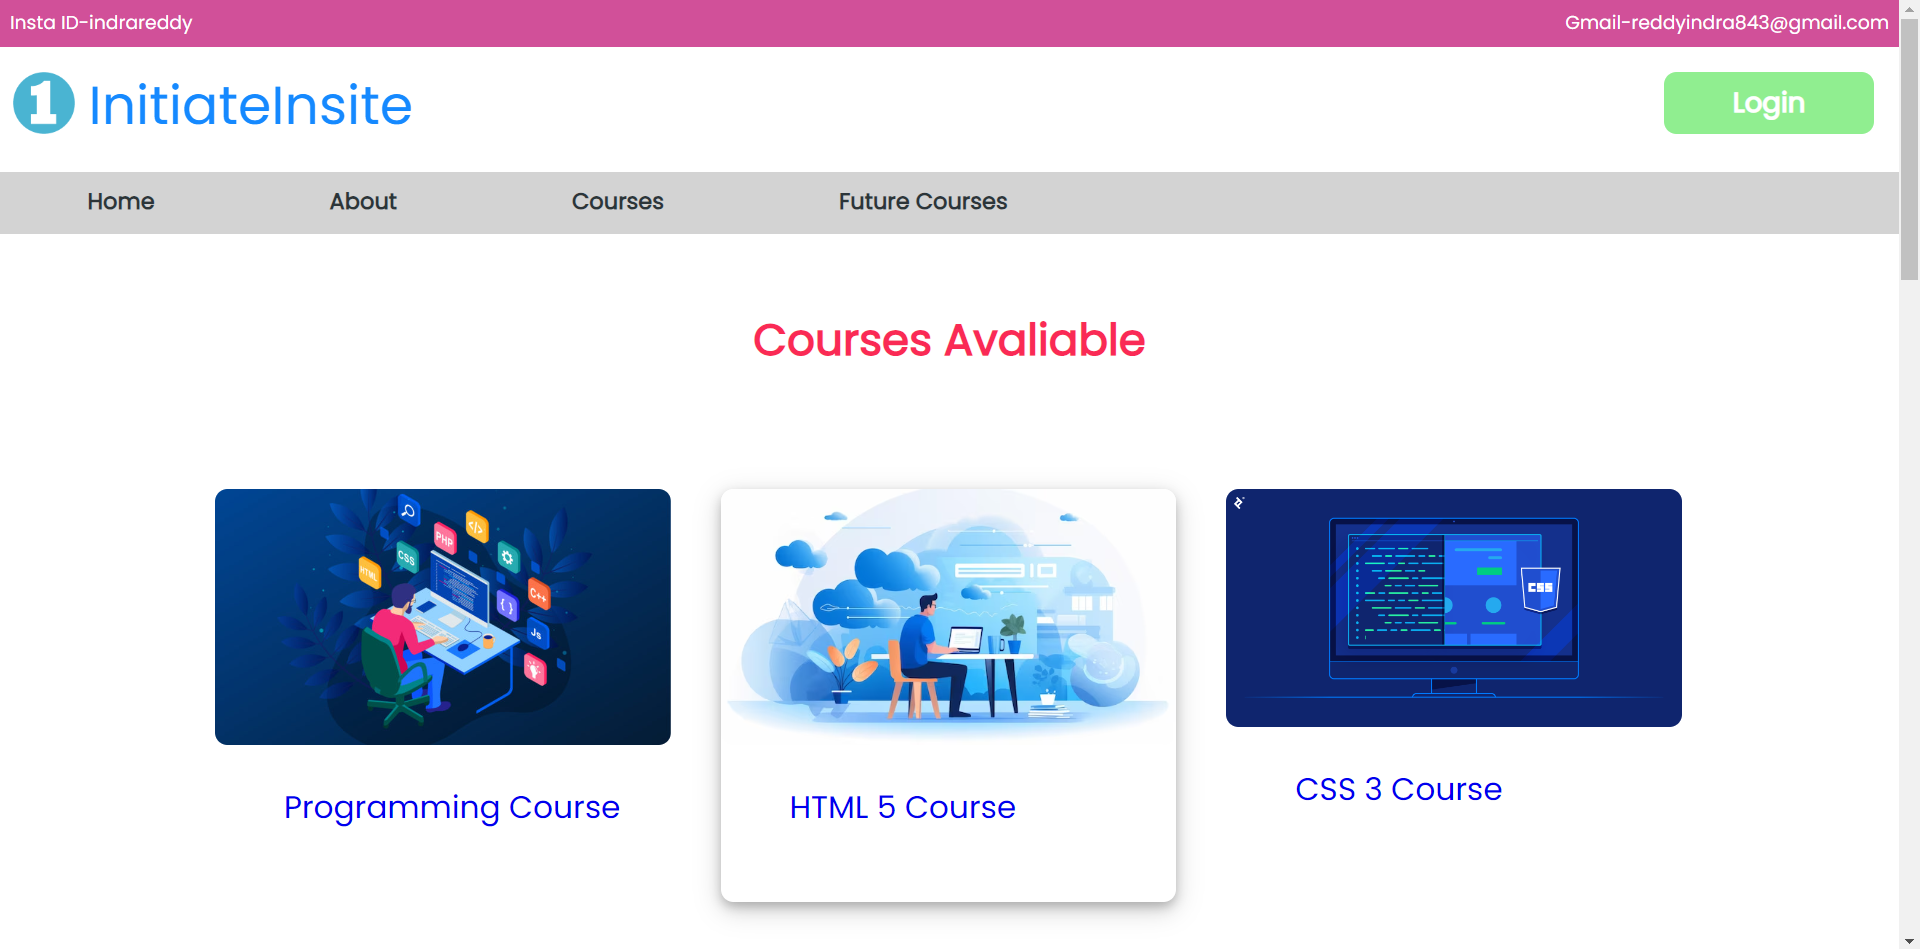 Insta ID-indrareddy
Gmail-reddyindra843@gmail.com
1 InitiateInsite
Login
Home
About
Courses
Future Courses
Courses Avaliable
</>
PHP
CSS
HTML
C++
{ }
Js
CSS
Programming Course
HTML 5 Course
CSS 3 Course